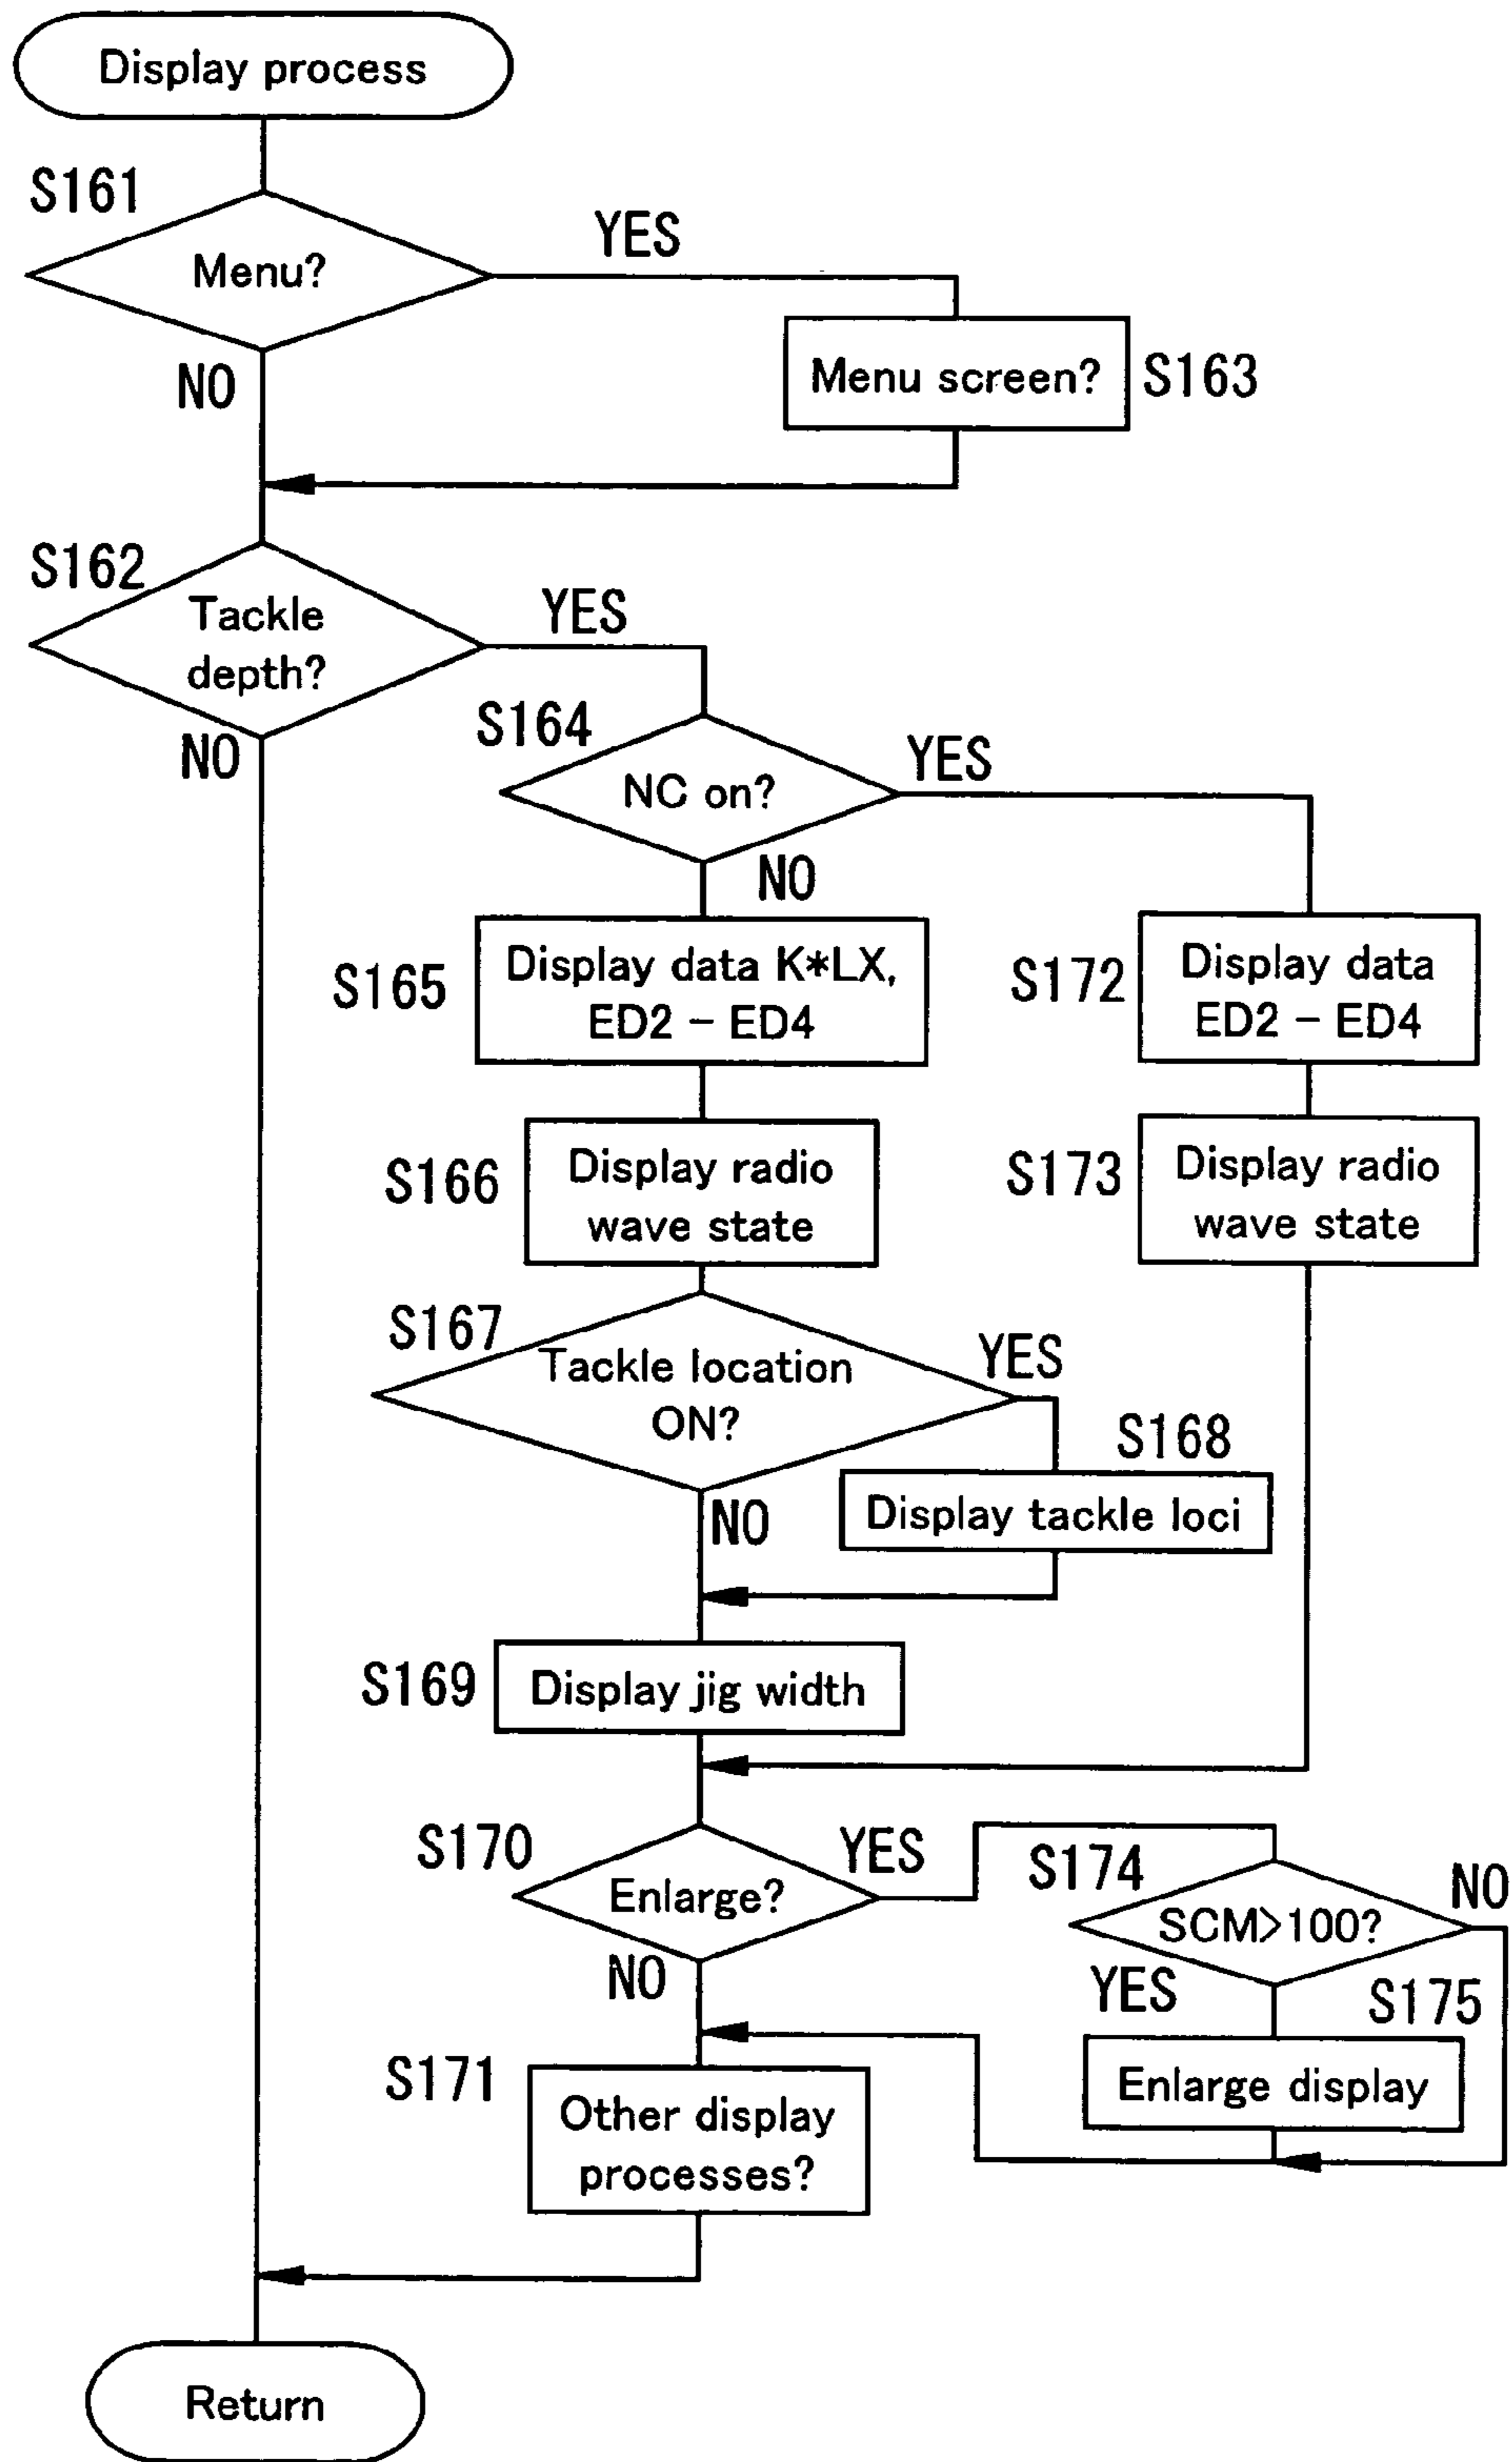 Display process
S161
Menu?
YES
NO
Menu screen?
S163
S162
Tackle
depth?
YES
NO
S164
NC on?
YES
NO
S165
Display data K*LX,
ED2 - ED4
S172
Display data
ED2 - ED4
S166
Display radio
wave state
S173
Display radio
wave state
S167
Tackle location
ON?
YES
NO
S168
Display tackle loci
S169
Display jig width
S170
Enlarge?
YES
NO
S174
SCM>100?
NO
YES
S175
Enlarge display
S171
Other display
processes?
Return